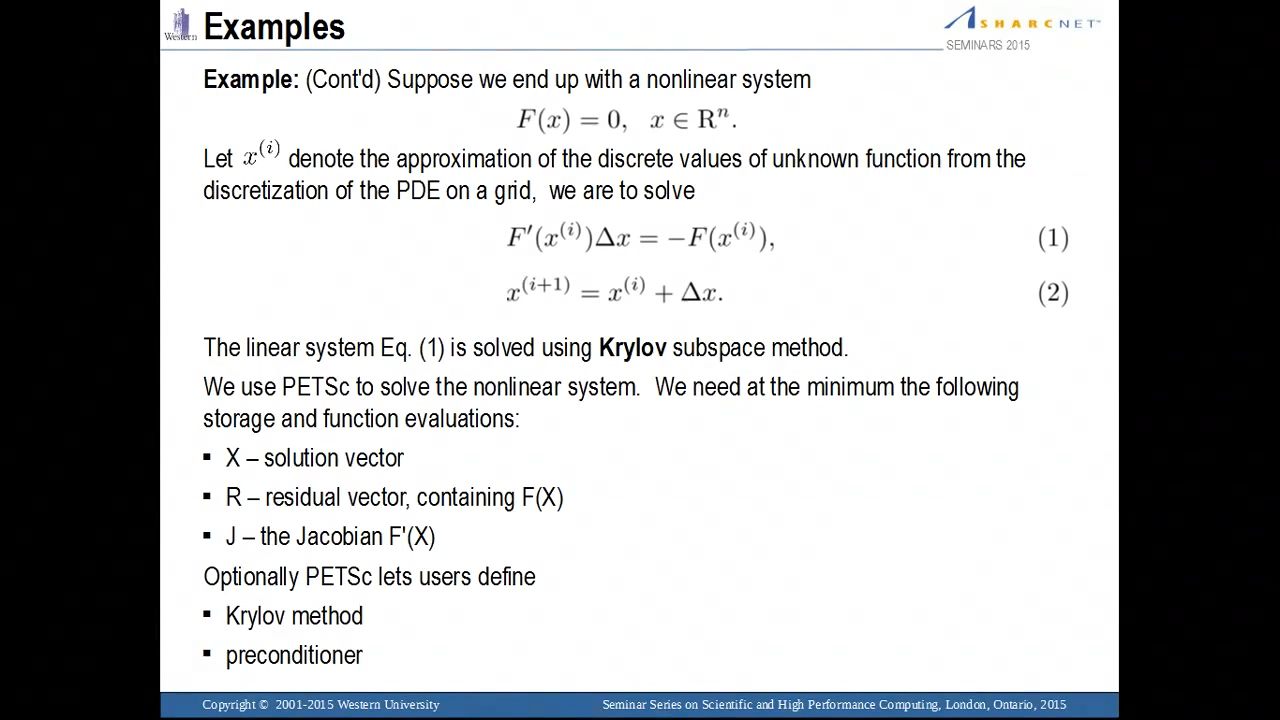 Western
Examples
SHARCNET™
SEMINARS 2015
Example: (Cont'd) Suppose we end up with a nonlinear system
F(x) = 0, x ∈ Rⁿ.
Let x⁽ⁱ⁾ denote the approximation of the discrete values of unknown function from the
discretization of the PDE on a grid, we are to solve
F′(x⁽ⁱ⁾)Δx = −F(x⁽ⁱ⁾), (1)
x⁽ⁱ⁺¹⁾ = x⁽ⁱ⁾ + Δx. (2)
The linear system Eq. (1) is solved using Krylov subspace method.
We use PETSc to solve the nonlinear system. We need at the minimum the following
storage and function evaluations:
▪ X – solution vector
▪ R – residual vector, containing F(X)
▪ J – the Jacobian F'(X)
Optionally PETSc lets users define
▪ Krylov method
▪ preconditioner
Copyright © 2001-2015 Western University
Seminar Series on Scientific and High Performance Computing, London, Ontario, 2015